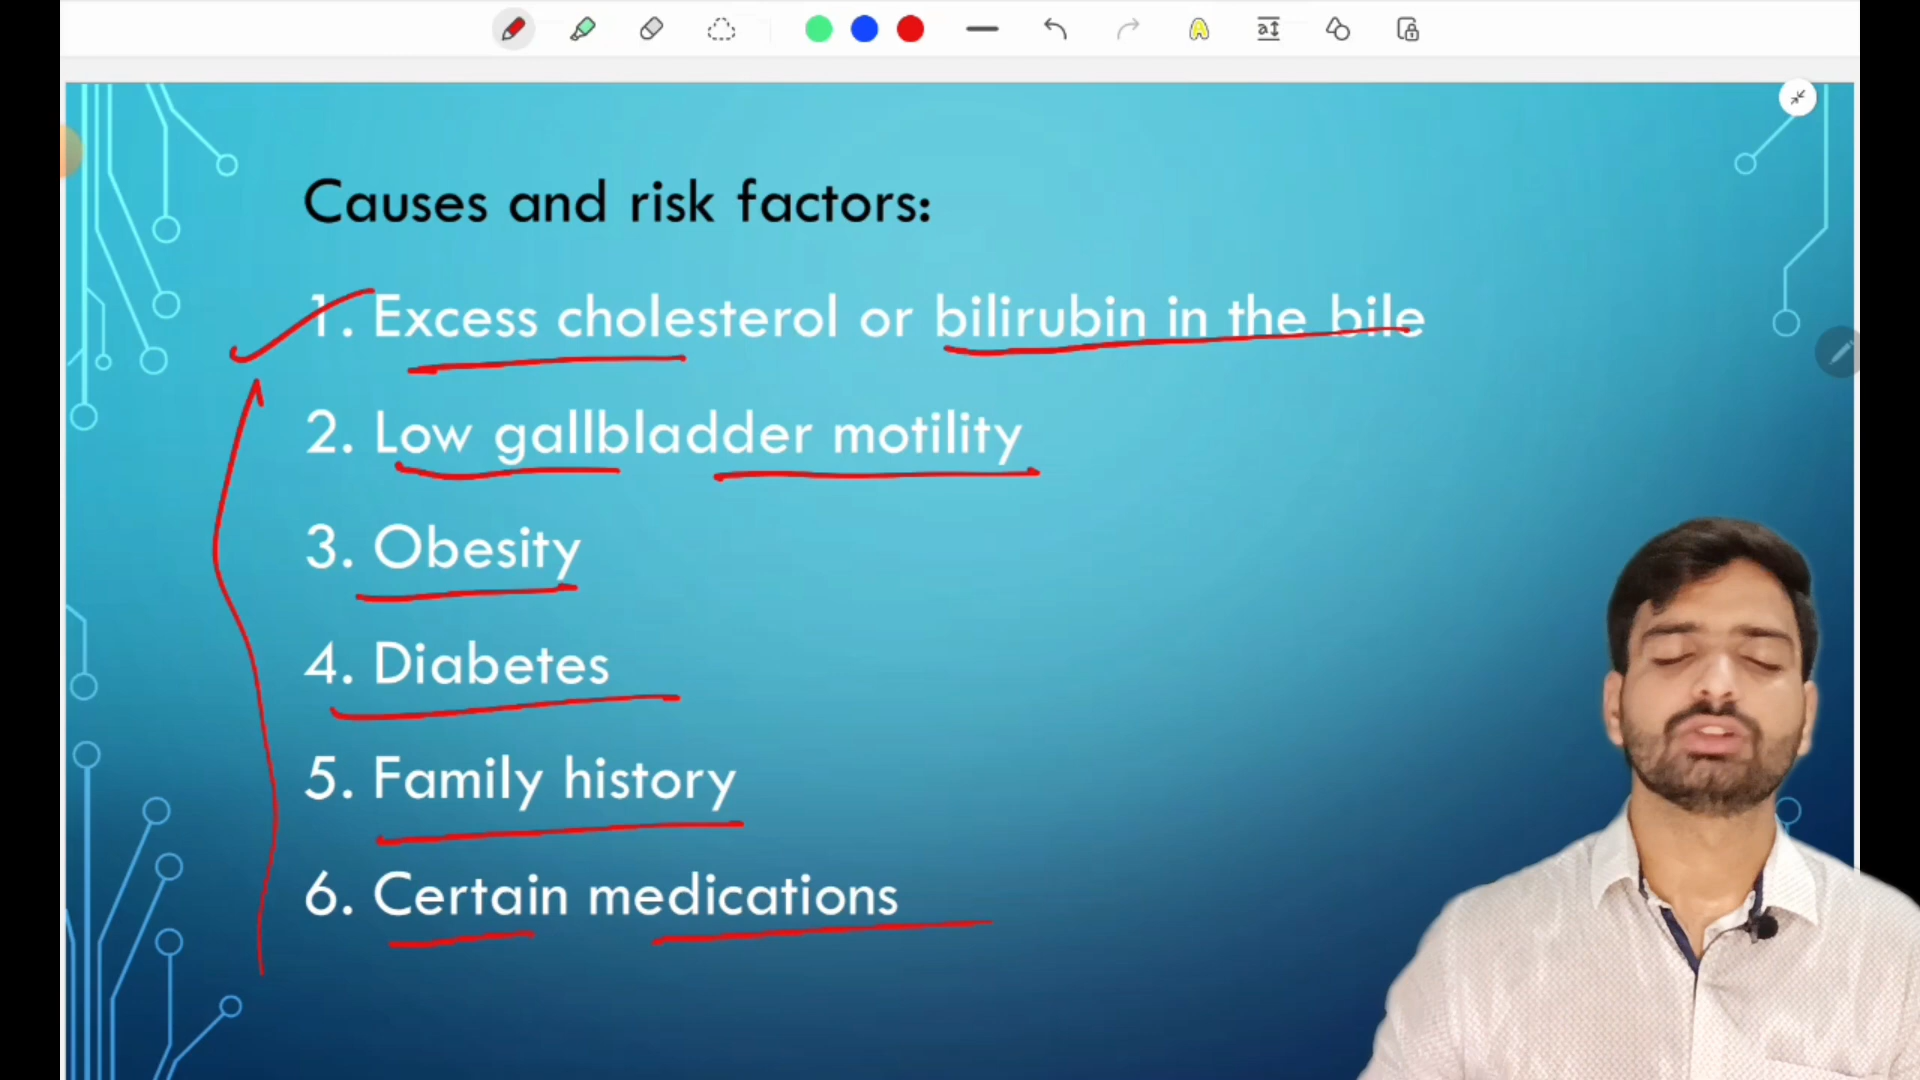 Causes and risk factors:
1. Excess cholesterol or bilirubin in the bile
2. Low gallbladder motility
3. Obesity
4. Diabetes
5. Family history
6. Certain medications